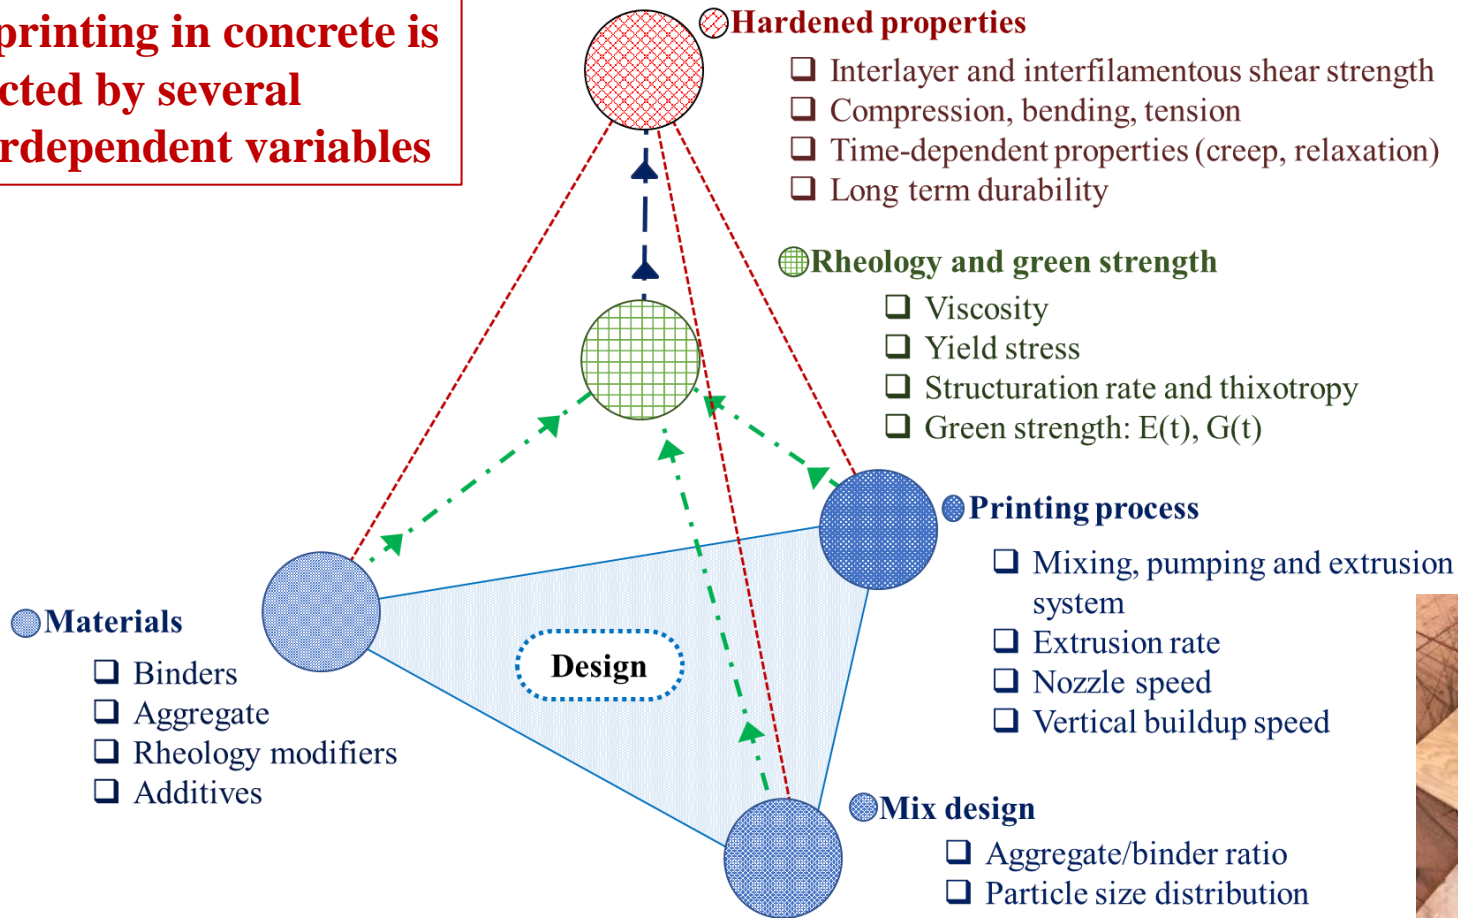 printing in concrete is
cted by several
rdependent variables
Hardened properties
❑ Interlayer and interfilamentous shear strength
❑ Compression, bending, tension
❑ Time-dependent properties (creep, relaxation)
❑ Long term durability
Rheology and green strength
❑ Viscosity
❑ Yield stress
❑ Structuration rate and thixotropy
❑ Green strength: E(t), G(t)
Printing process
❑ Mixing, pumping and extrusion
system
❑ Extrusion rate
❑ Nozzle speed
❑ Vertical buildup speed
Materials
❑ Binders
❑ Aggregate
❑ Rheology modifiers
❑ Additives
Design
Mix design
❑ Aggregate/binder ratio
❑ Particle size distribution